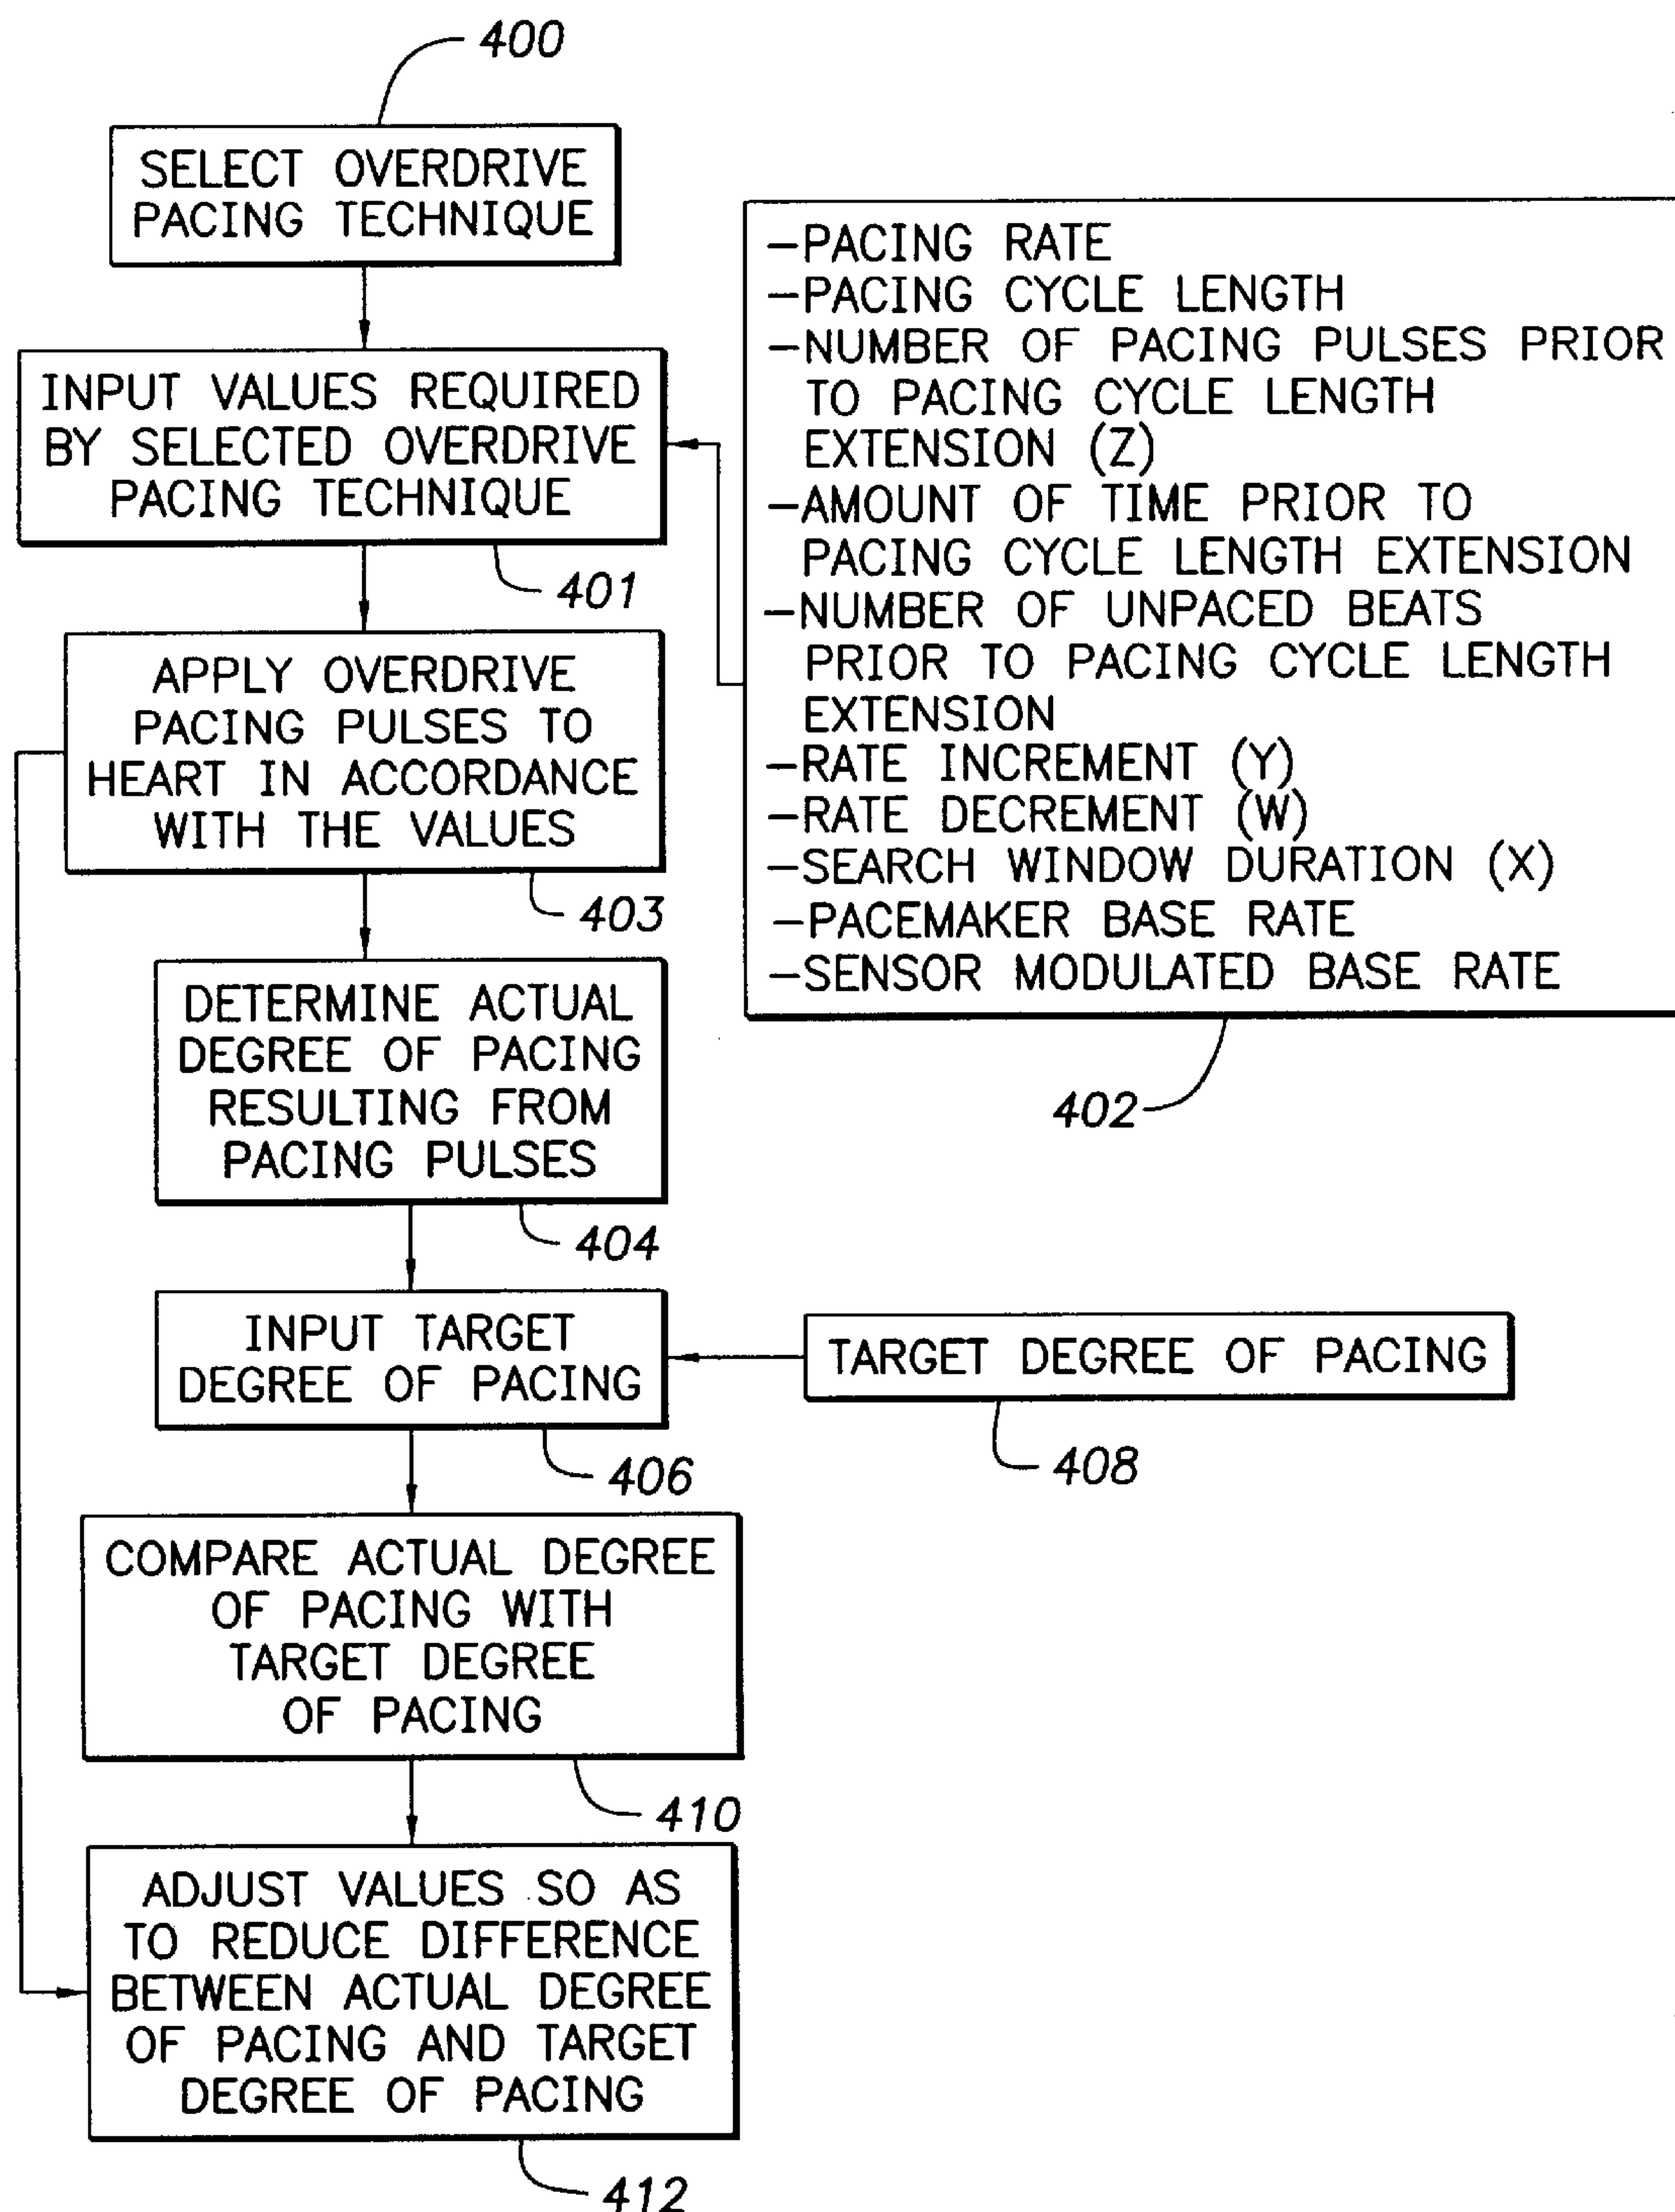 400
SELECT OVERDRIVE
PACING TECHNIQUE
INPUT VALUES REQUIRED
BY SELECTED OVERDRIVE
PACING TECHNIQUE
401
–PACING RATE
–PACING CYCLE LENGTH
–NUMBER OF PACING PULSES PRIOR
TO PACING CYCLE LENGTH
EXTENSION (Z)
–AMOUNT OF TIME PRIOR TO
PACING CYCLE LENGTH EXTENSION
–NUMBER OF UNPACED BEATS
PRIOR TO PACING CYCLE LENGTH
EXTENSION
–RATE INCREMENT (Y)
–RATE DECREMENT (W)
–SEARCH WINDOW DURATION (X)
–PACEMAKER BASE RATE
–SENSOR MODULATED BASE RATE
402
APPLY OVERDRIVE
PACING PULSES TO
HEART IN ACCORDANCE
WITH THE VALUES
403
DETERMINE ACTUAL
DEGREE OF PACING
RESULTING FROM
PACING PULSES
404
INPUT TARGET
DEGREE OF PACING
406
TARGET DEGREE OF PACING
408
COMPARE ACTUAL DEGREE
OF PACING WITH
TARGET DEGREE
OF PACING
410
ADJUST VALUES SO AS
TO REDUCE DIFFERENCE
BETWEEN ACTUAL DEGREE
OF PACING AND TARGET
DEGREE OF PACING
412